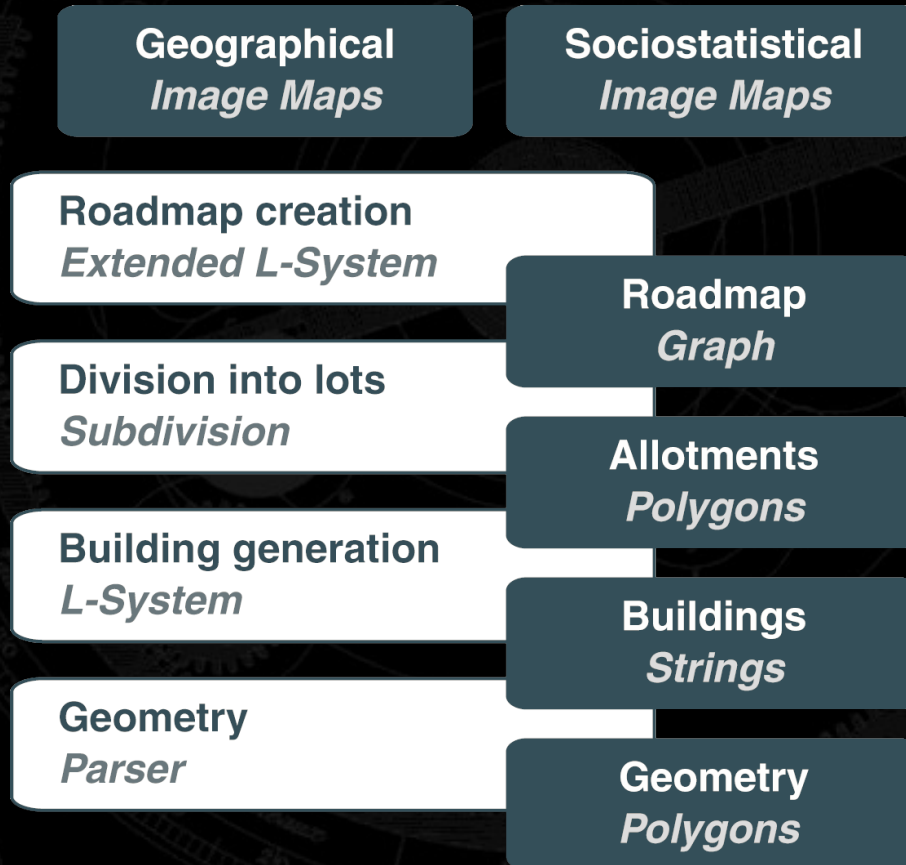 Geographical
Image Maps
Sociostatistical
Image Maps
Roadmap creation
Extended L-System
Roadmap
Graph
Division into lots
Subdivision
Allotments
Polygons
Building generation
L-System
Buildings
Strings
Geometry
Parser
Geometry
Polygons